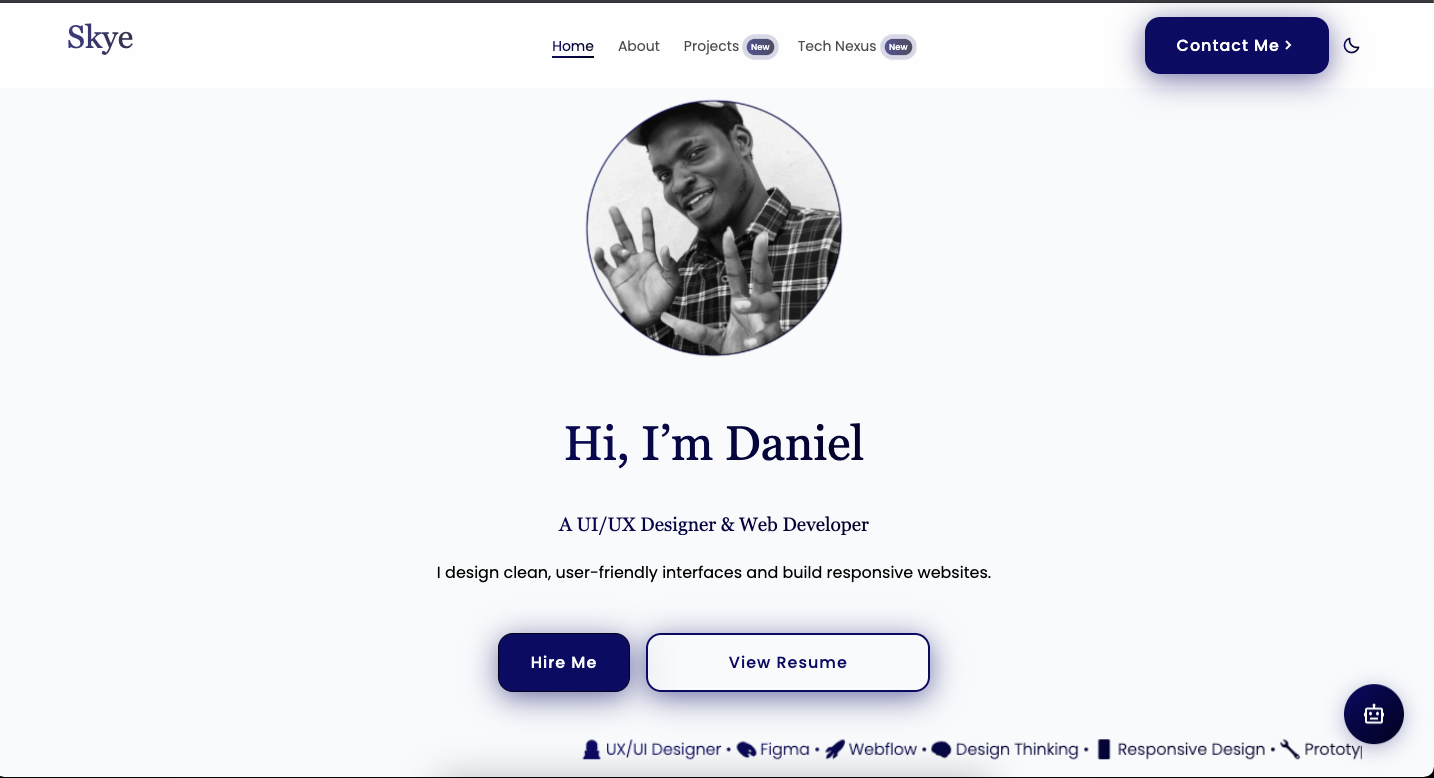 Skye
Home About Projects New Tech Nexus New
Contact Me
Hi, I’m Daniel
A UI/UX Designer & Web Developer
I design clean, user-friendly interfaces and build responsive websites.
Hire Me
View Resume
UX/UI Designer • Figma • Webflow • Design Thinking • Responsive Design •